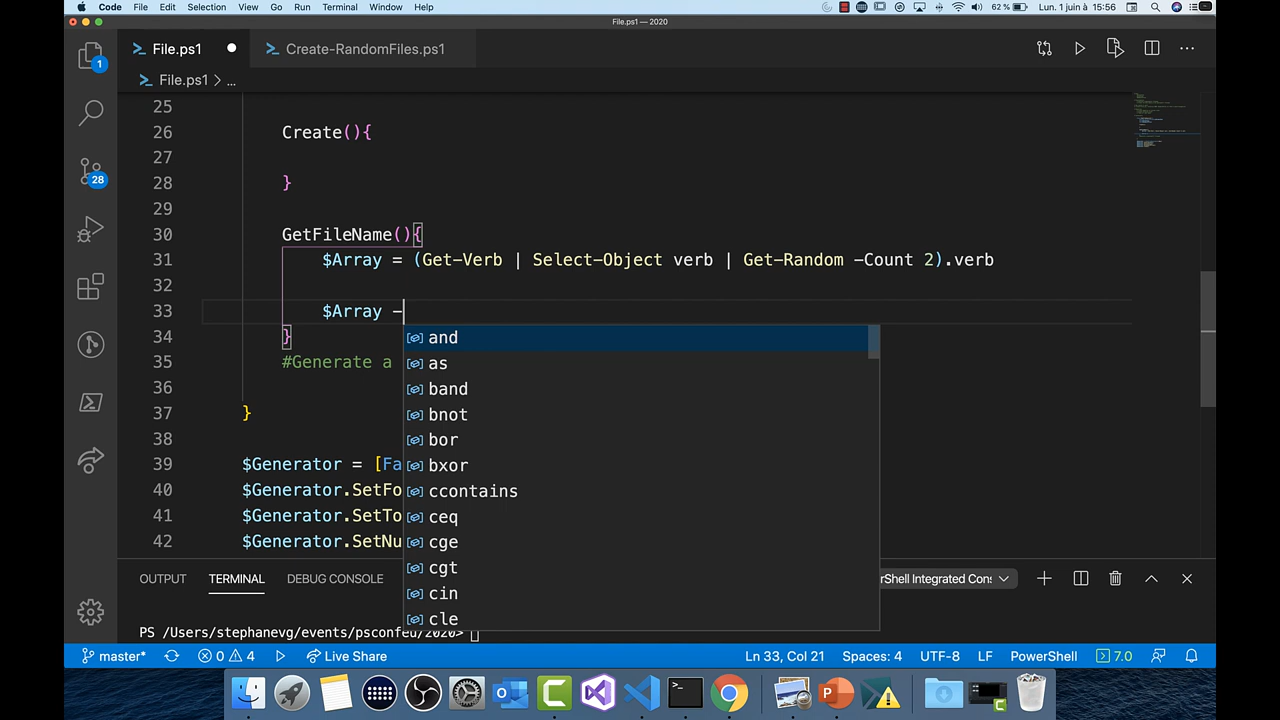 Code File Edit Selection View Go Run Terminal Window Help 62 % Lun. 1 juin à 15:56
File.ps1 — 2020
File.ps1 Create-RandomFiles.ps1
File.ps1 > ...
25
26 Create(){
27
28 }
29
30 GetFileName(){
31 $Array = (Get-Verb | Select-Object verb | Get-Random -Count 2).verb
32
33 $Array -
34 }
35 #Generate a
36
37 }
38
39 $Generator = [Fa
40 $Generator.SetFo
41 $Generator.SetTo
42 $Generator.SetNu
and
as
band
bnot
bor
bxor
ccontains
ceq
cge
cgt
cin
cle
1
28
OUTPUT TERMINAL DEBUG CONSOLE rShell Integrated Cons
PS /Users/stephanevg/events/psconfeu/2020>
master* 0 4 Live Share Ln 33, Col 21 Spaces: 4 UTF-8 LF PowerShell 7.0